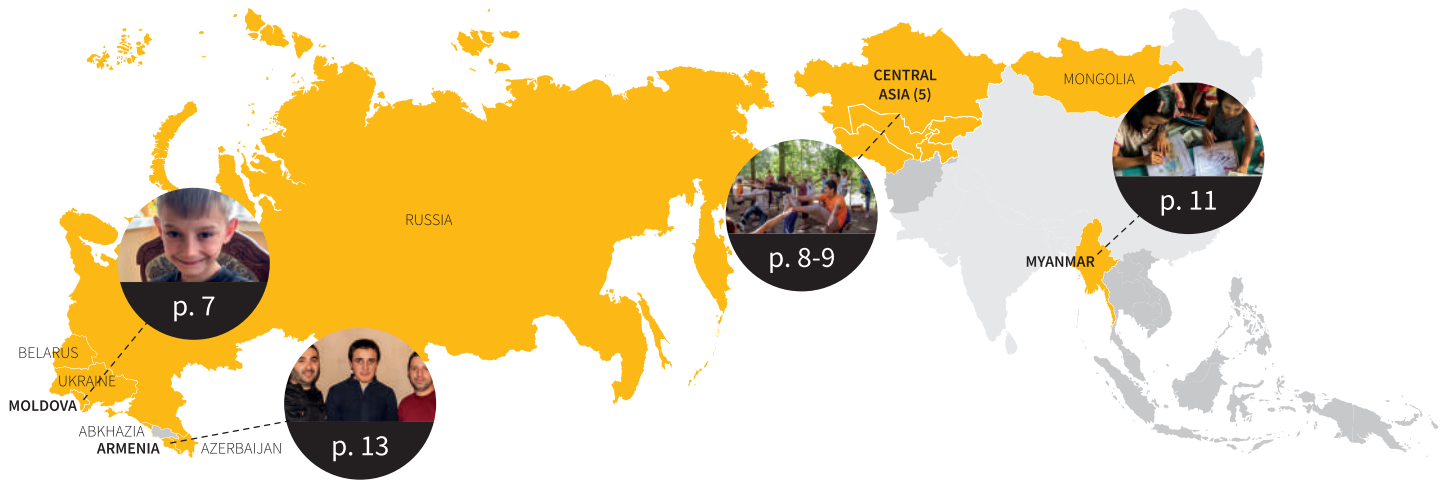 CENTRAL
ASIA (5)
MONGOLIA
p. 11
RUSSIA
p. 8-9
MYANMAR
p. 7
BELARUS
UKRAINE
MOLDOVA
ABKHAZIA
ARMENIA
AZERBAIJAN
p. 13